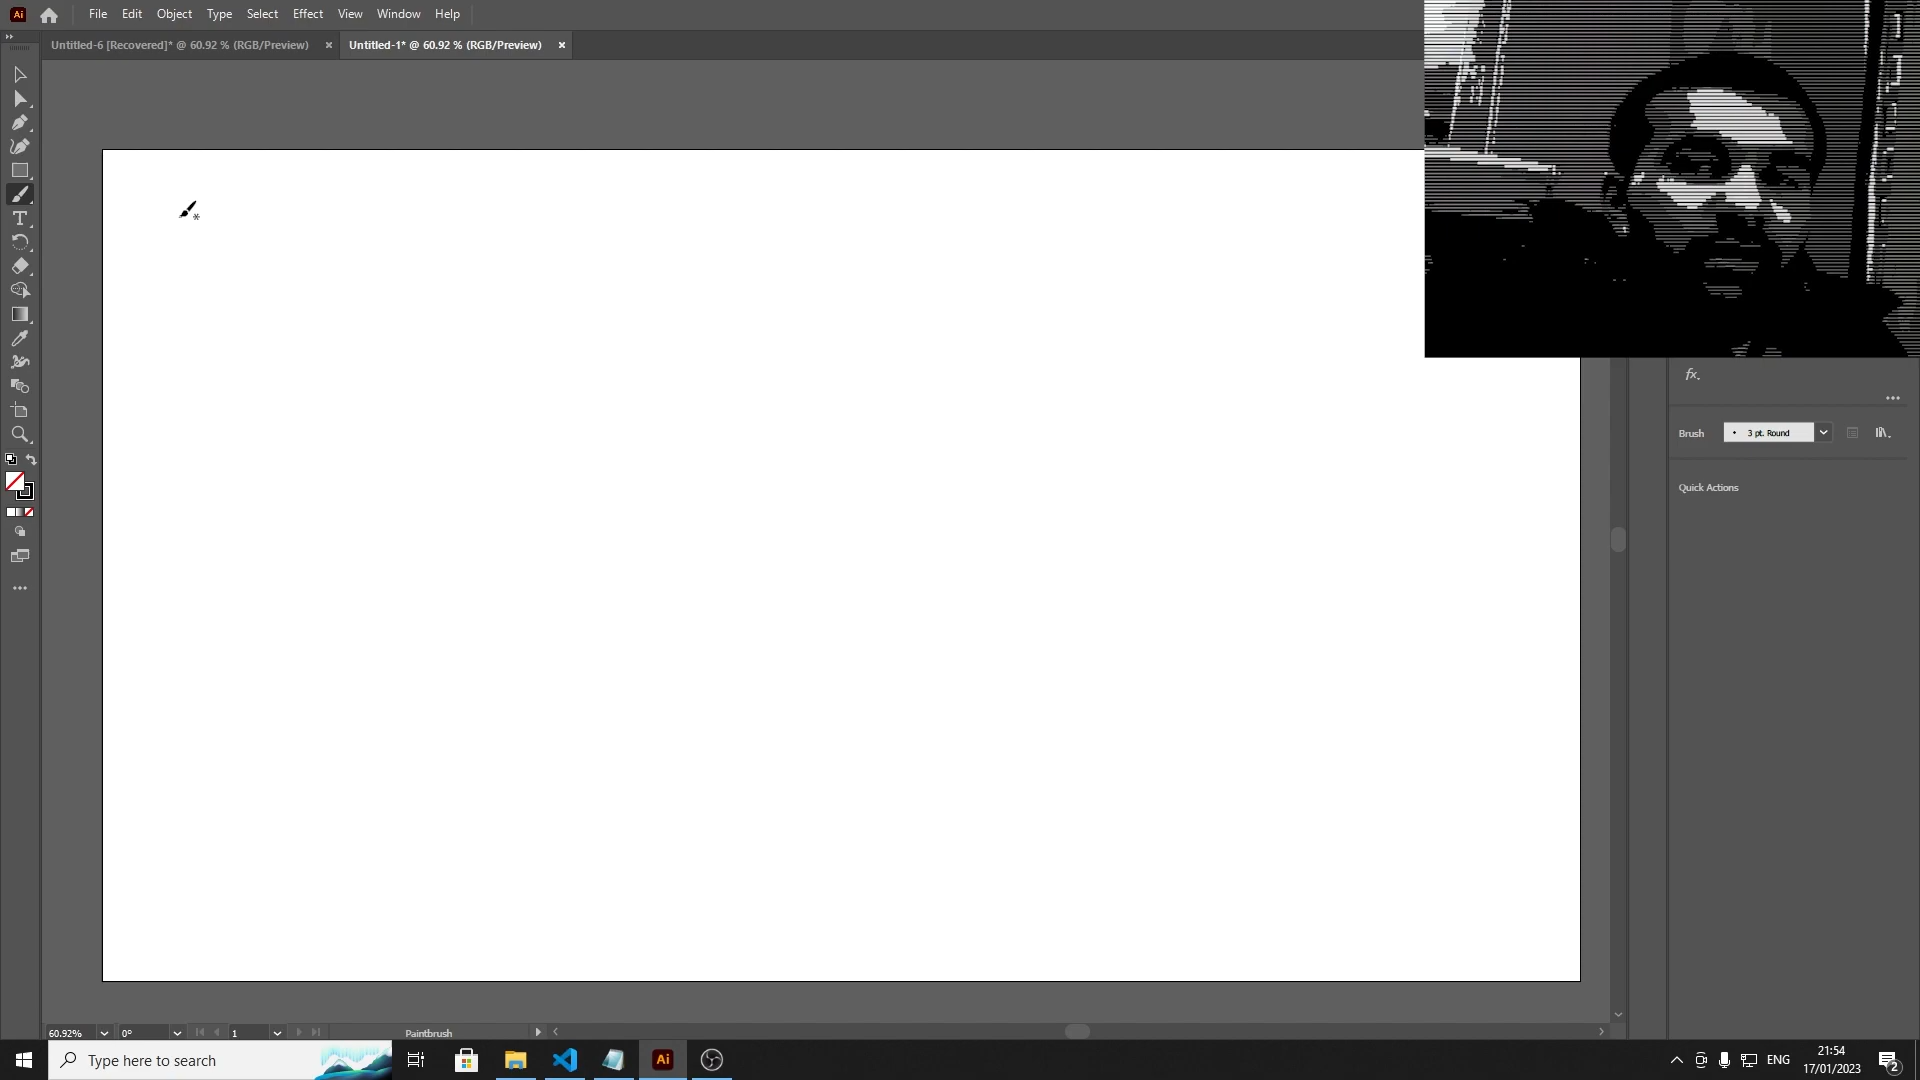 Ai File Edit Object Type Select Effect View Window Help
Untitled-6 [Recovered]* @ 60.92 % (RGB/Preview) × Untitled-1* @ 60.92 % (RGB/Preview) ×
fx.
Brush 3 pt. Round
Quick Actions
60.92% 0° 1 Paintbrush
Type here to search Ai ENG 21:54
17/01/2023 2